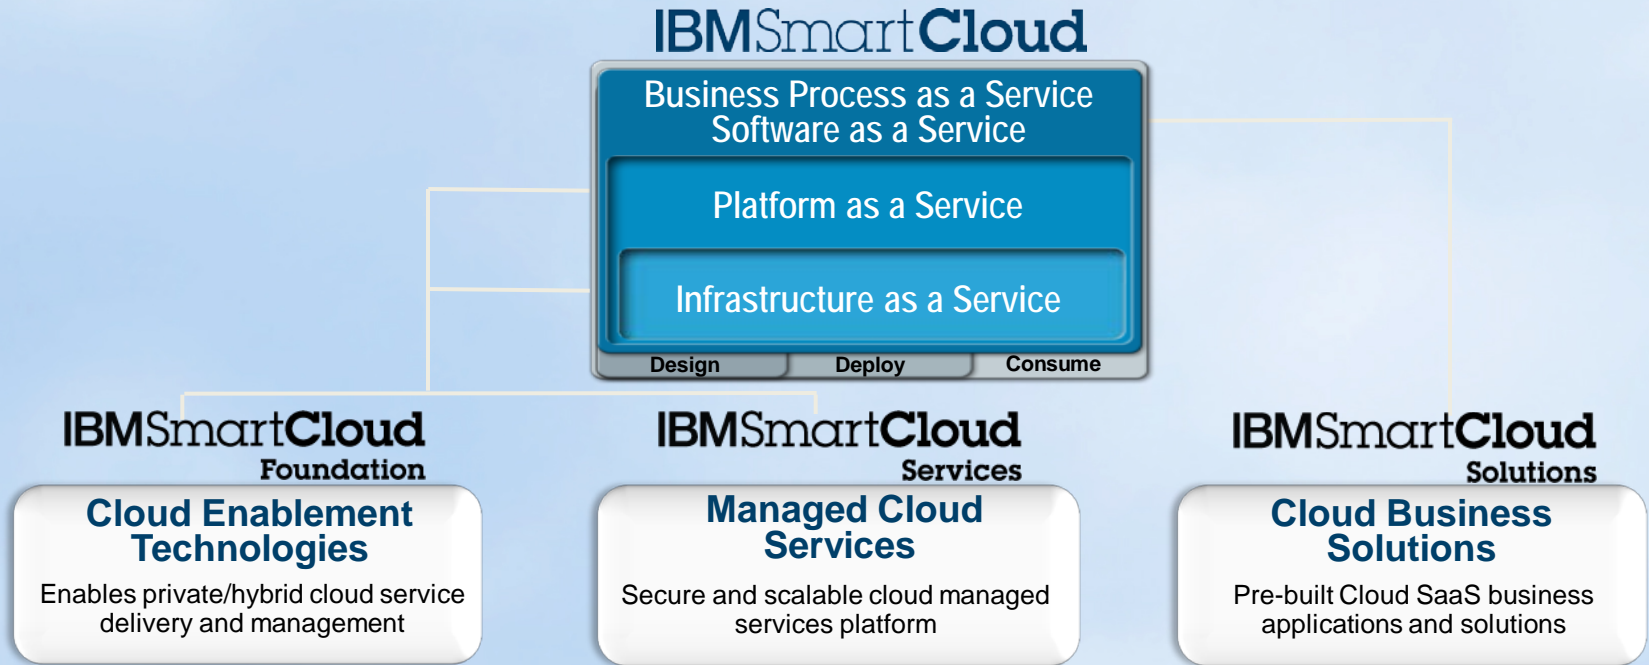 IBMSmartCloud
Business Process as a Service
Software as a Service
Platform as a Service
Infrastructure as a Service
Design
Deploy
Consume
IBMSmartCloud
Foundation
Cloud Enablement
Technologies
Enables private/hybrid cloud service
delivery and management
IBMSmartCloud
Services
Managed Cloud
Services
Secure and scalable cloud managed
services platform
IBMSmartCloud
Solutions
Cloud Business
Solutions
Pre-built Cloud SaaS business
applications and solutions